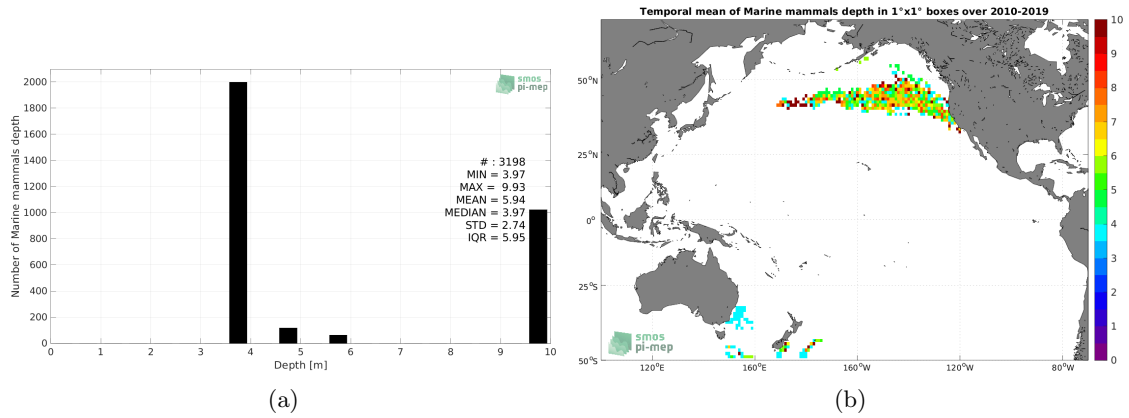 Number of Marine mammals depth
2000
1800
1600
1400
1200
1000
800
600
400
200
0
smos
pi-mep
# : 3198
MIN = 3.97
MAX = 9.93
MEAN = 5.94
MEDIAN = 3.97
STD = 2.74
IQR = 5.95
0 1 2 3 4 5 6 7 8 9 10
Depth [m]
(a)
Temporal mean of Marine mammals depth in 1°x1° boxes over 2010-2019
50°N
25°N
0°
25°S
50°S
smos
pi-mep
120°E 160°E 160°W 120°W 80°W
10
9
8
7
6
5
4
3
2
1
0
(b)